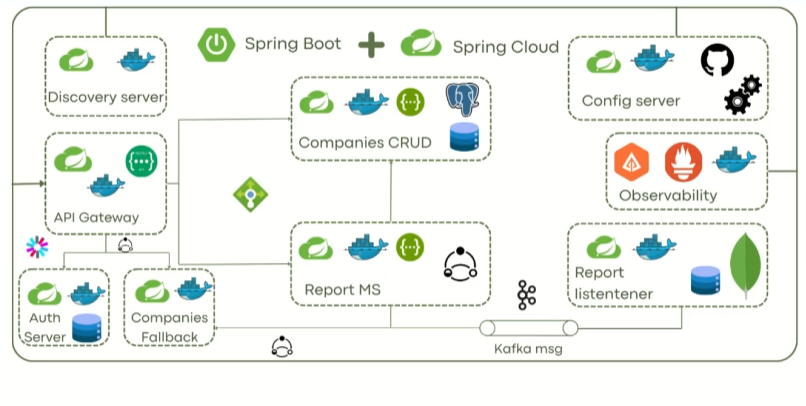 Spring Boot
Spring Cloud
Discovery server
Companies CRUD
Config server
API Gateway
Observability
Report MS
Report
listentener
Auth
Server
Companies
Fallback
Kafka msg